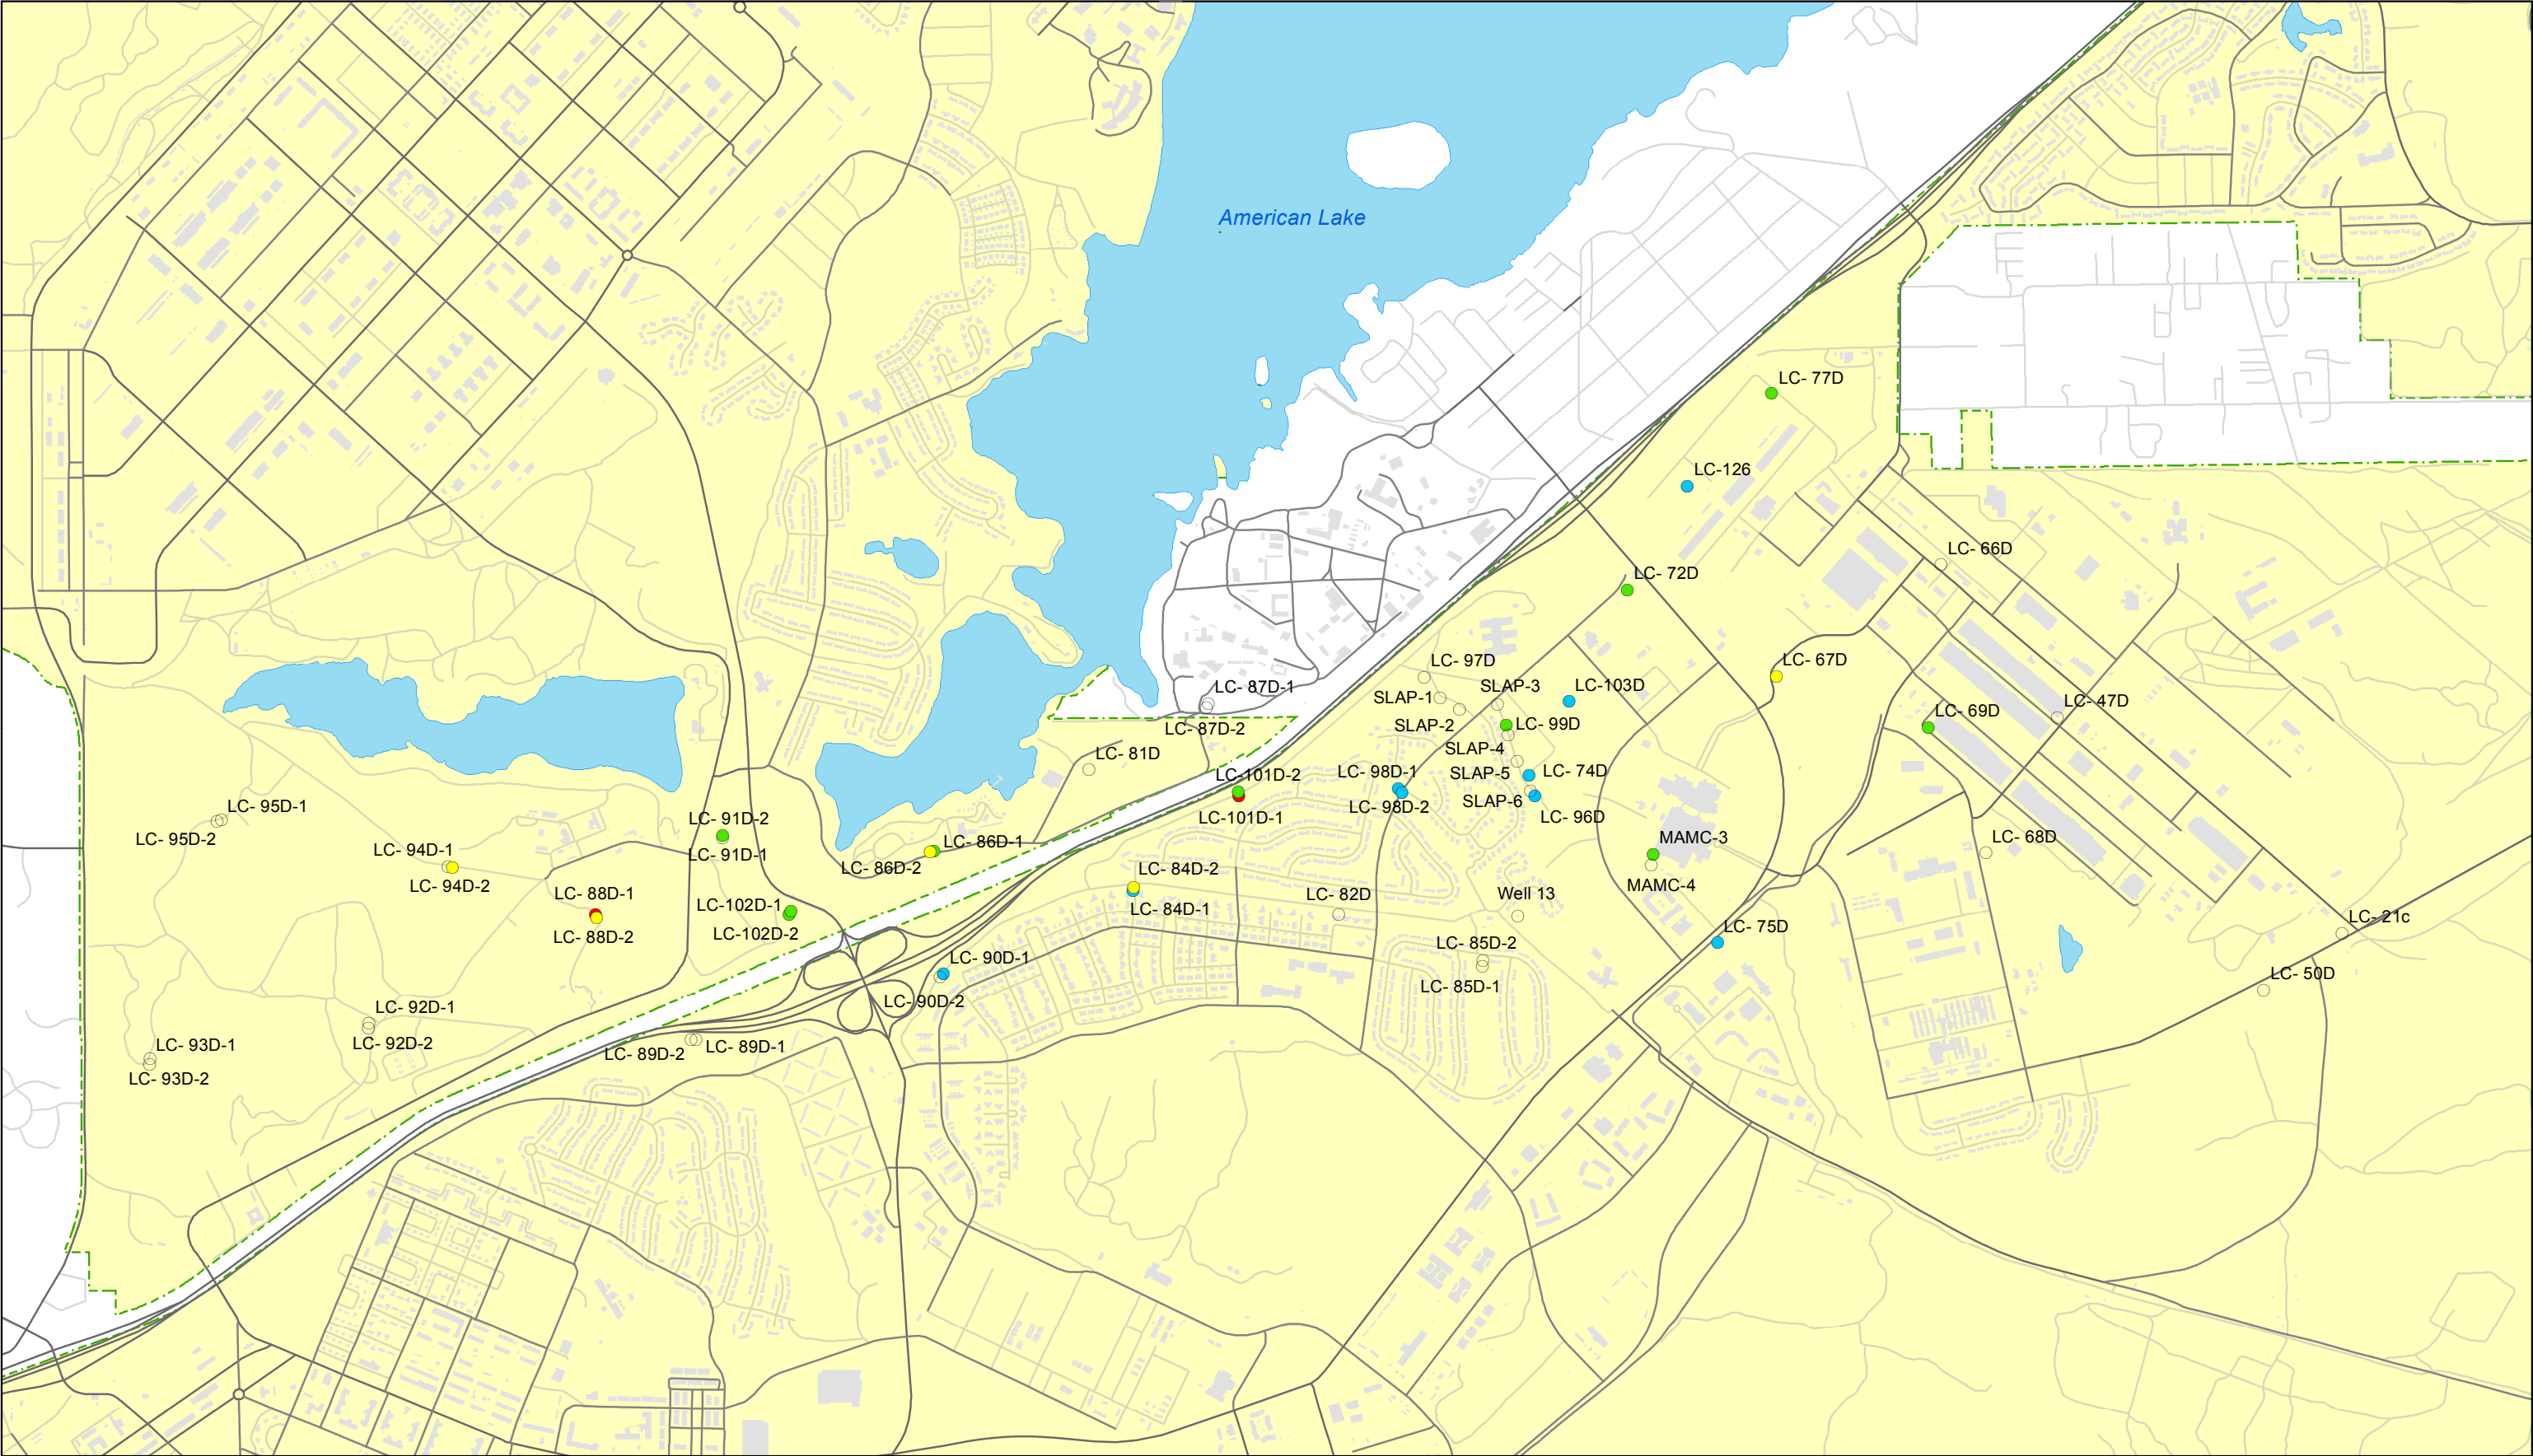 American Lake
LC- 77D
LC-126
LC- 66D
LC- 72D
LC- 97D
LC- 67D
LC- 87D-1
SLAP-3
LC-103D
SLAP-1
LC- 47D
LC- 69D
LC- 87D-2
SLAP-2
LC- 99D
SLAP-4
LC- 81D
LC-101D-2
LC- 98D-1
SLAP-5
LC- 74D
LC- 95D-1
SLAP-6
LC- 98D-2
LC-101D-1
LC- 96D
LC- 91D-2
LC- 95D-2
MAMC-3
LC- 68D
LC- 86D-1
LC- 94D-1
LC- 91D-1
LC- 86D-2
LC- 84D-2
LC- 94D-2
MAMC-4
LC- 88D-1
LC- 82D
Well 13
LC-102D-1
LC- 84D-1
LC- 21c
LC- 75D
LC-102D-2
LC- 88D-2
LC- 85D-2
LC- 90D-1
LC- 50D
LC- 85D-1
LC- 90D-2
LC- 92D-1
LC- 92D-2
LC- 93D-1
LC- 89D-2
LC- 89D-1
LC- 93D-2